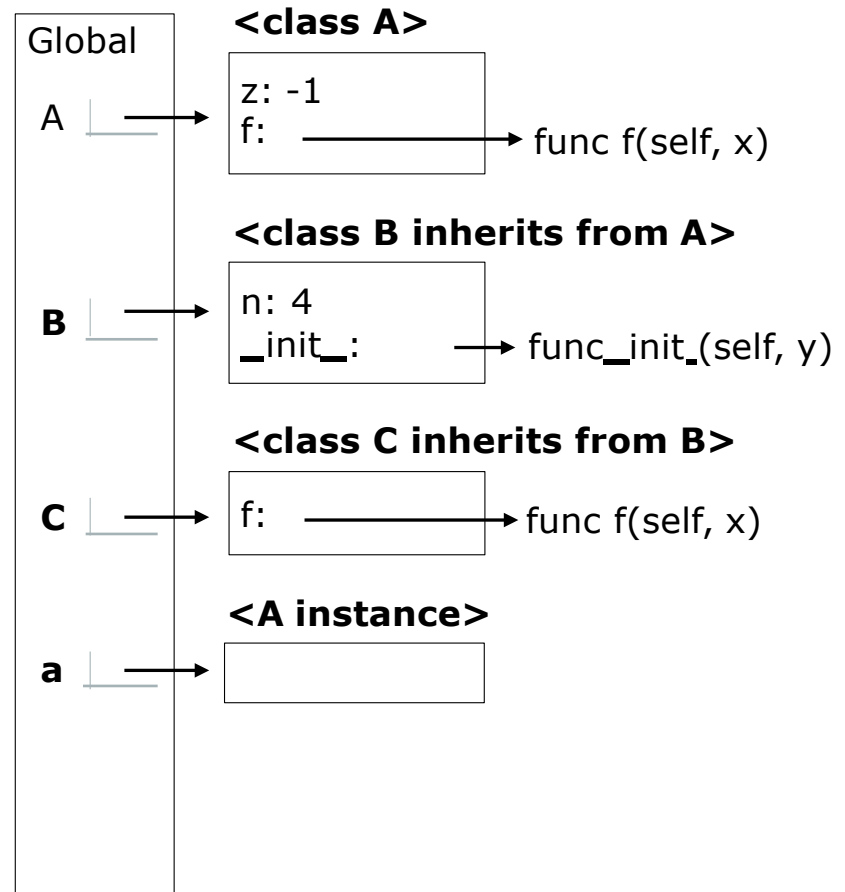 Global
<class A>
A
z: -1
f:
func f(self, x)
<class B inherits from A>
B
n: 4
_init_:
func_init_(self, y)
<class C inherits from B>
C
f:
func f(self, x)
<A instance>
a